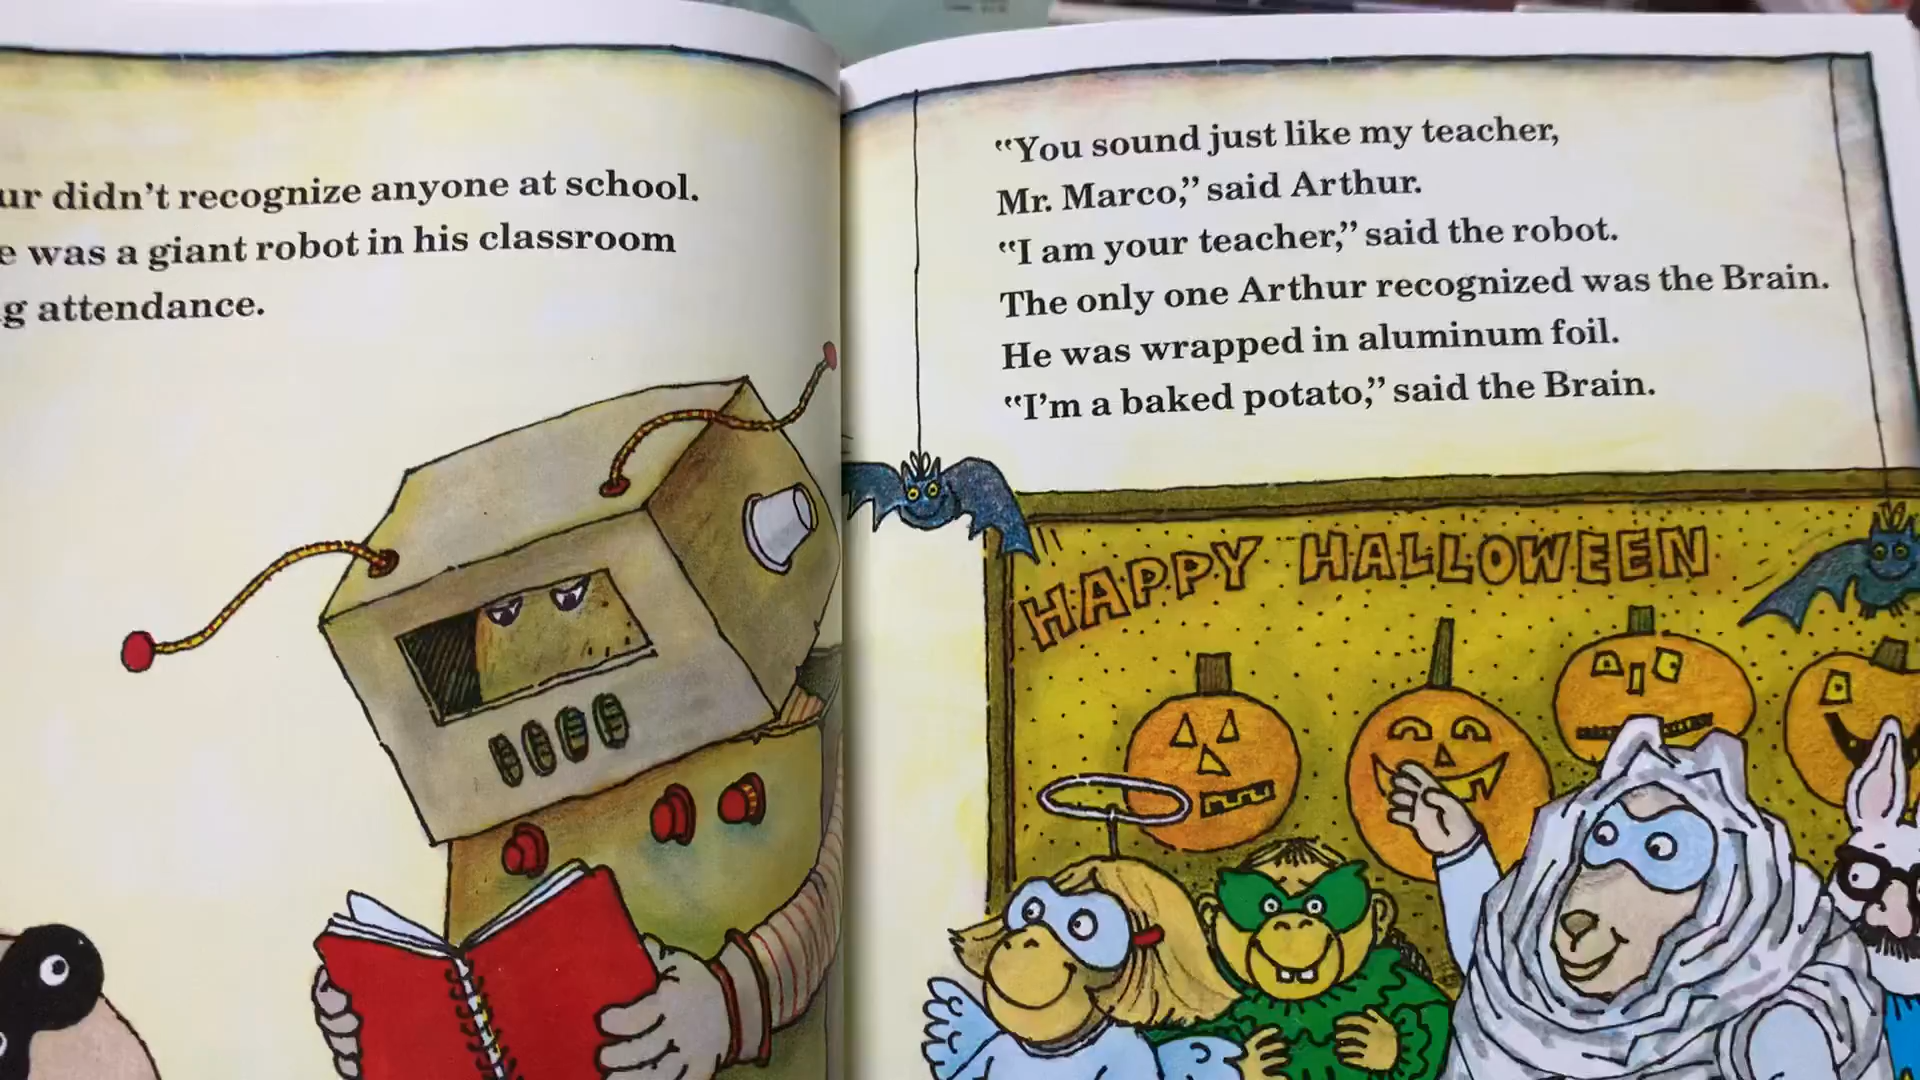 ur didn't recognize anyone at school.
e was a giant robot in his classroom
g attendance.
"You sound just like my teacher,
Mr. Marco," said Arthur.
"I am your teacher," said the robot.
The only one Arthur recognized was the Brain.
He was wrapped in aluminum foil.
"I'm a baked potato," said the Brain.
HAPPY HALLOWEEN